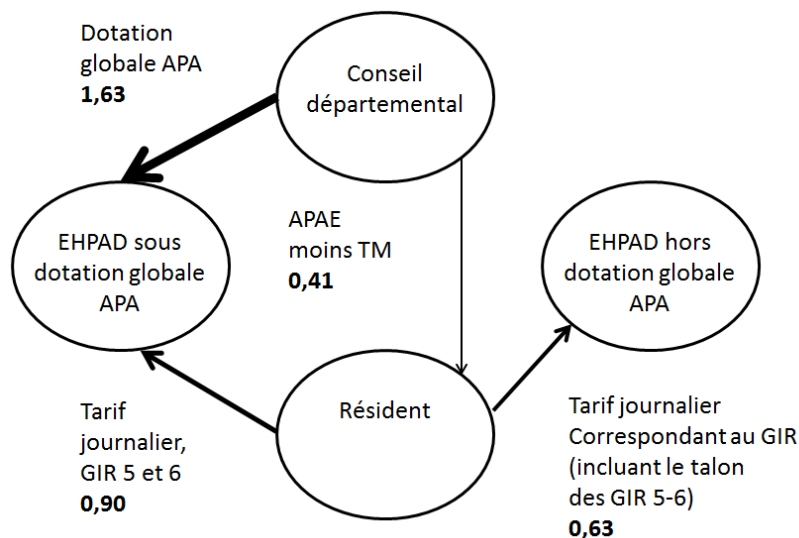 Dotation
globale APA
1,63
Conseil
départemental
EHPAD sous
dotation globale
APA
APAE
moins TM
0,41
EHPAD hors
dotation globale
APA
Tarif
journalier,
GIR 5 et 6
0,90
Résident
Tarif journalier
Correspondant au GIR
(incluant le talon
des GIR 5-6)
0,63